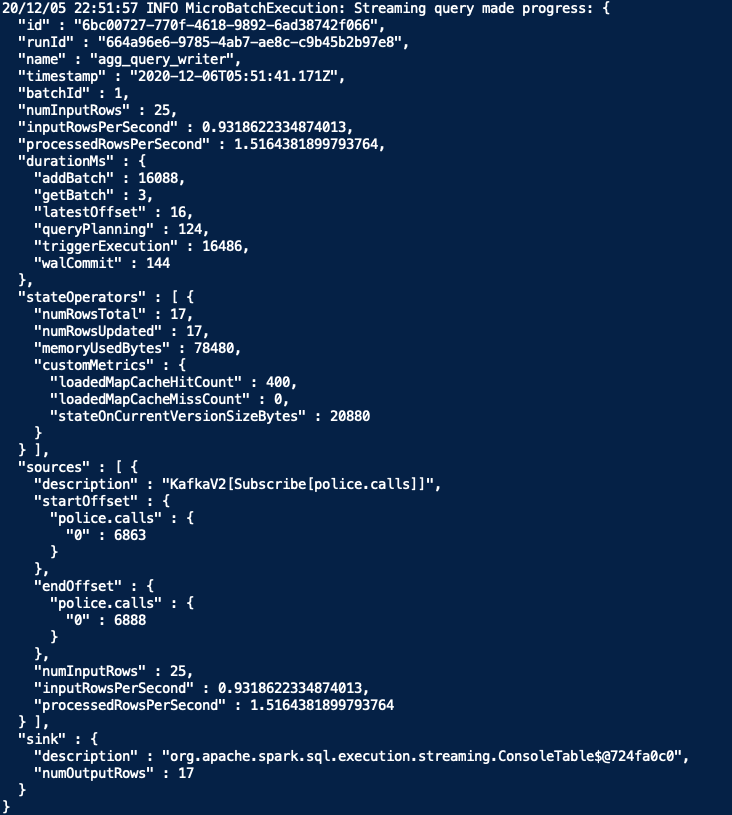 20/12/05 22:51:57 INFO MicroBatchExecution: Streaming query made progress: {
  "id" : "6bc00727-770f-4618-9892-6ad38742f066",
  "runId" : "664a96e6-9785-4ab7-ae8c-c9b45b2b97e8",
  "name" : "agg_query_writer",
  "timestamp" : "2020-12-06T05:51:41.171Z",
  "batchId" : 1,
  "numInputRows" : 25,
  "inputRowsPerSecond" : 0.9318622334874013,
  "processedRowsPerSecond" : 1.5164381899793764,
  "durationMs" : {
    "addBatch" : 16088,
    "getBatch" : 3,
    "latestOffset" : 16,
    "queryPlanning" : 124,
    "triggerExecution" : 16486,
    "walCommit" : 144
  },
  "stateOperators" : [ {
    "numRowsTotal" : 17,
    "numRowsUpdated" : 17,
    "memoryUsedBytes" : 78480,
    "customMetrics" : {
      "loadedMapCacheHitCount" : 400,
      "loadedMapCacheMissCount" : 0,
      "stateOnCurrentVersionSizeBytes" : 20880
    }
  } ],
  "sources" : [ {
    "description" : "KafkaV2[Subscribe[police.calls]]",
    "startOffset" : {
      "police.calls" : {
        "0" : 6863
      }
    },
    "endOffset" : {
      "police.calls" : {
        "0" : 6888
      }
    },
    "numInputRows" : 25,
    "inputRowsPerSecond" : 0.9318622334874013,
    "processedRowsPerSecond" : 1.5164381899793764
  } ],
  "sink" : {
    "description" : "org.apache.spark.sql.execution.streaming.ConsoleTable$@724fa0c0",
    "numOutputRows" : 17
  }
}